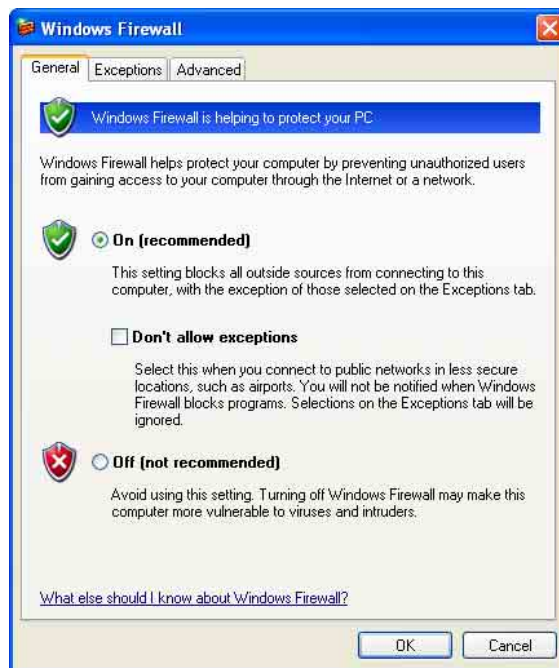 Windows Firewall
General
Exceptions
Advanced
Windows Firewall is helping to protect your PC
Windows Firewall helps protect your computer by preventing unauthorized users
from gaining access to your computer through the Internet or a network.
On (recommended)
This setting blocks all outside sources from connecting to this
computer, with the exception of those selected on the Exceptions tab.
Don't allow exceptions
Select this when you connect to public networks in less secure
locations, such as airports. You will not be notified when Windows
Firewall blocks programs. Selections on the Exceptions tab will be
ignored.
Off (not recommended)
Avoid using this setting. Turning off Windows Firewall may make this
computer more vulnerable to viruses and intruders.
What else should I know about Windows Firewall?
OK
Cancel